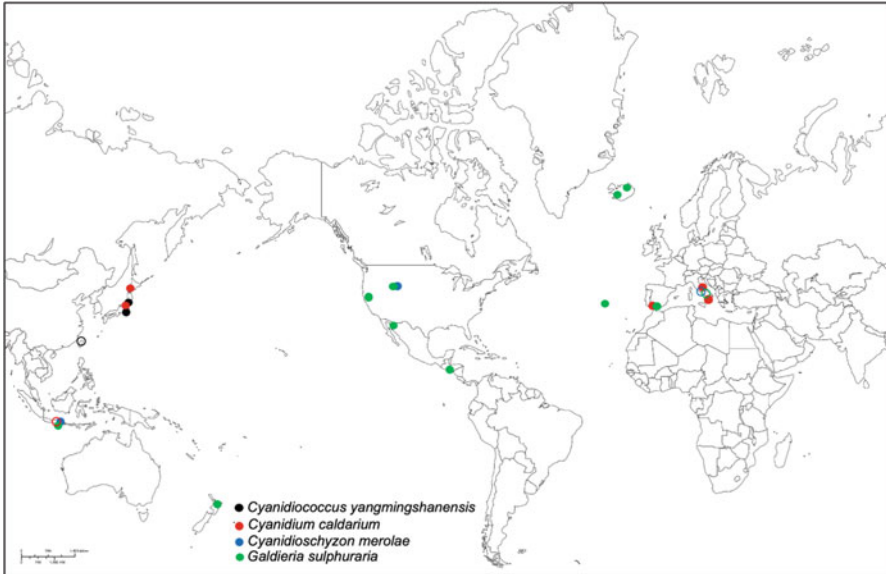 Cyanidiococcus yangmingshanensis
Cyanidium caldarium
Cyanidioschyzon merolae
Galdieria sulphuraria